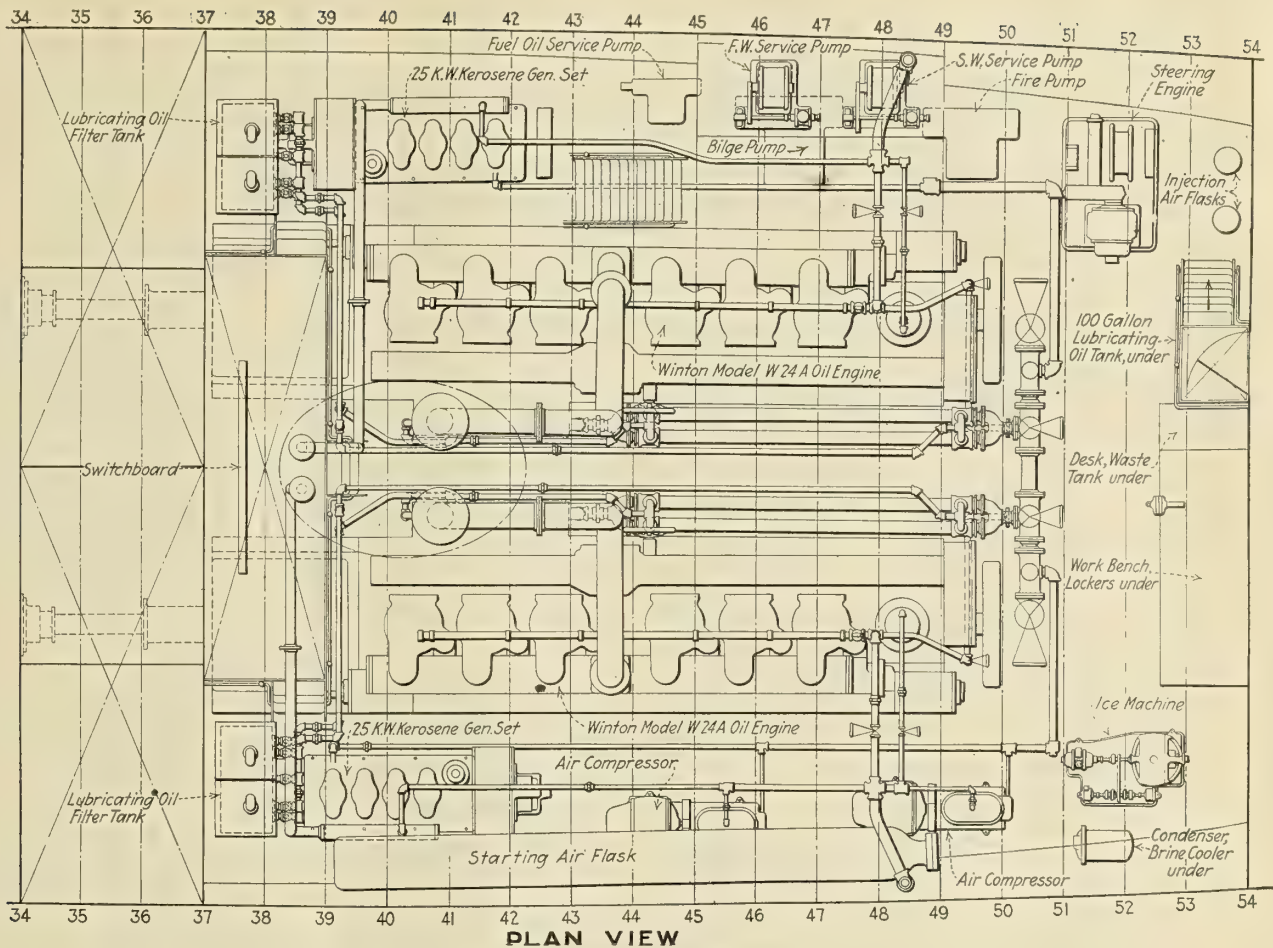 34 35 36 37 38 39 40 41 42 43 44 45 46 47 48 49 50 51 52 53 54
Fuel Oil Service Pump
F.W. Service Pump
S.W. Service Pump
Fire Pump
Steering
Engine
25 K.W. Kerosene Gen. Set
Lubricating Oil
Filter Tank
Bilge Pump
Injection
Air Flasks
100 Gallon
Lubricating
Oil Tank, under
Winton Model W 24 A Oil Engine
Switchboard
Desk, Waste
Tank under
Work Bench,
Lockers under
Ice Machine
25 K.W. Kerosene Gen. Set
Winton Model W 24 A Oil Engine
Air Compressor
Lubricating Oil
Filter Tank
Starting Air Flask
Air Compressor
Condenser,
Brine Cooler
under
34 35 36 37 38 39 40 41 42 43 44 45 46 47 48 49 50 51 52 53 54
PLAN VIEW